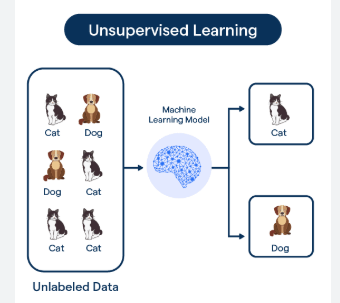 Unsupervised Learning
Cat Dog
Dog Cat
Cat Cat
Unlabeled Data
Machine
Learning Model
Cat
Dog